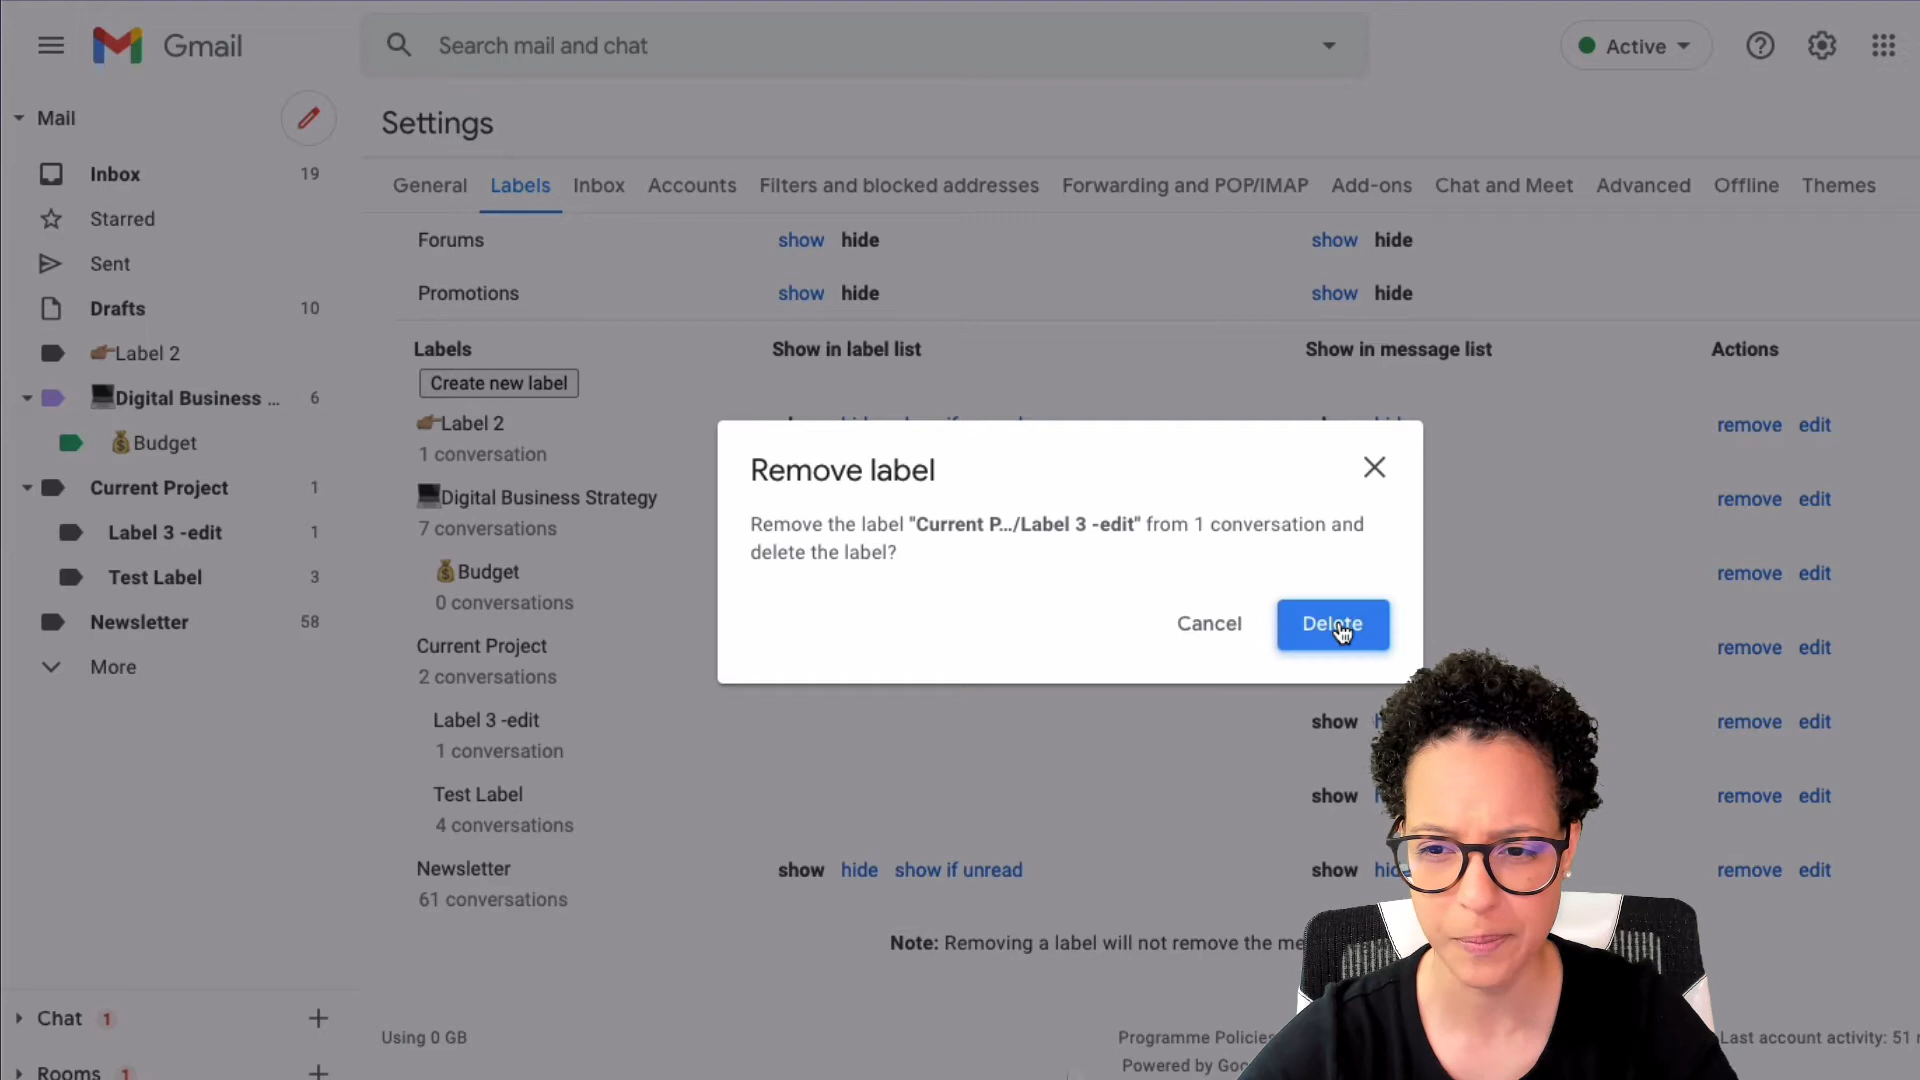 Gmail
Search mail and chat
Active
Mail
Inbox 19
Starred
Sent
Drafts 10
Label 2
Digital Business ... 6
Budget
Current Project 1
Label 3 -edit 1
Test Label 3
Newsletter 58
More
Chat 1
Rooms 1
Settings
General Labels Inbox Accounts Filters and blocked addresses Forwarding and POP/IMAP Add-ons Chat and Meet Advanced Offline Themes
Forums show hide show hide
Promotions show hide show hide
Labels Show in label list Show in message list Actions
Create new label
Label 2 remove edit
1 conversation
Digital Business Strategy remove edit
7 conversations
Budget remove edit
0 conversations
Current Project remove edit
2 conversations
Label 3 -edit show remove edit
1 conversation
Test Label show remove edit
4 conversations
Newsletter show hide show if unread show remove edit
61 conversations
Note: Removing a label will not remove the
Remove label
Remove the label "Current P.../Label 3 -edit" from 1 conversation and
delete the label?
Cancel Delete
Using 0 GB Programme Policies Last account activity: 51
Powered by